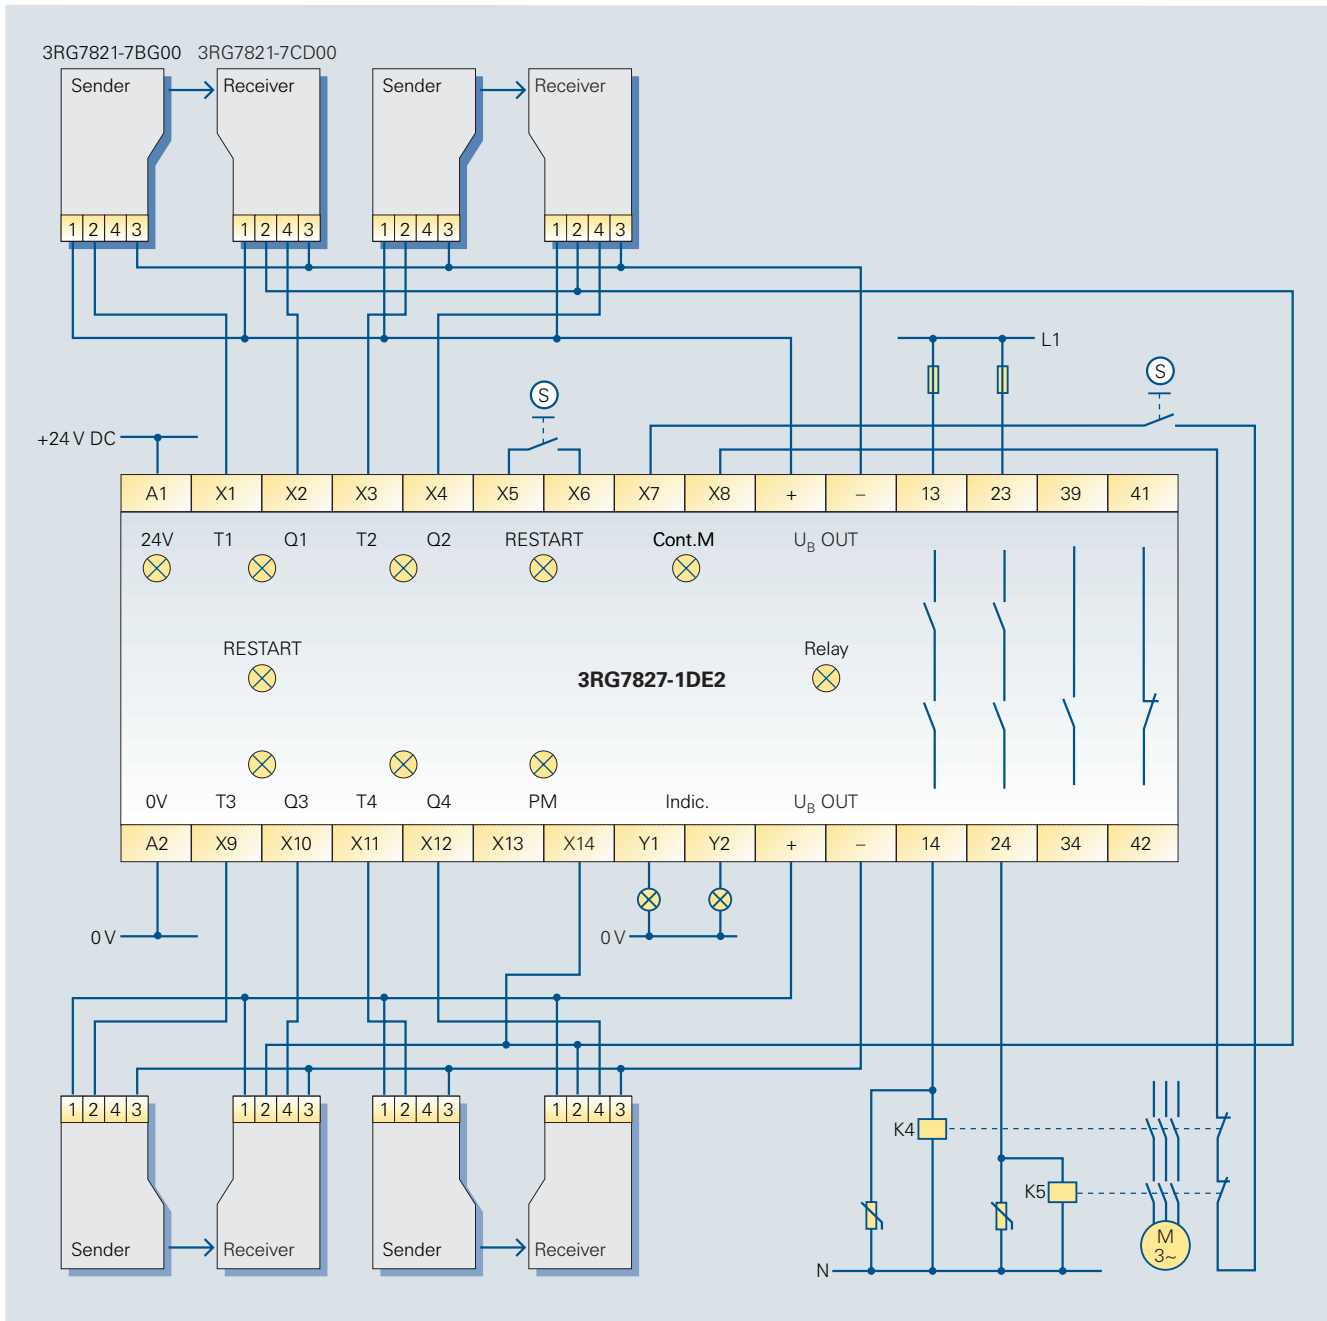 3RG7821-7BG00 3RG7821-7CD00
Sender Receiver Sender Receiver
1 2 4 3 1 2 4 3 1 2 4 3 1 2 4 3
L1
S
S
+24 V DC
A1 X1 X2 X3 X4 X5 X6 X7 X8 + – 13 23 39 41
24V T1 Q1 T2 Q2 RESTART Cont.M UB OUT
RESTART Relay
3RG7827-1DE2
0V T3 Q3 T4 Q4 PM Indic. UB OUT
A2 X9 X10 X11 X12 X13 X14 Y1 Y2 + – 14 24 34 42
0 V 0 V
1 2 4 3 1 2 4 3 1 2 4 3 1 2 4 3
K4
K5
Sender Receiver Sender Receiver
M
3~
N